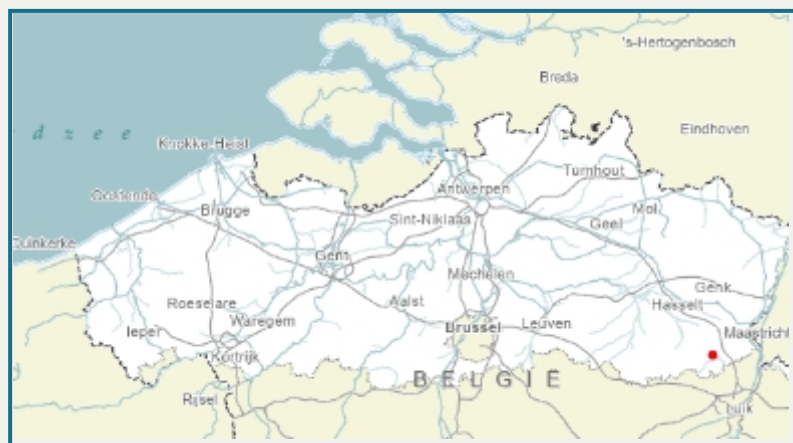 's-Hertogenbosch
Breda
Eindhoven
d z e e
Knokke-Heist
Turnhout
Antwerpen
Oostende
Brugge
Sint-Niklaas
Mol
Geel
Duinkerke
Gent
Mechelen
Genk
Roeselare
Aalst
Hasselt
Ieper
Waregem
Brussel
Leuven
Maastricht
Kortrijk
BELGIË
Rijsel
Luik